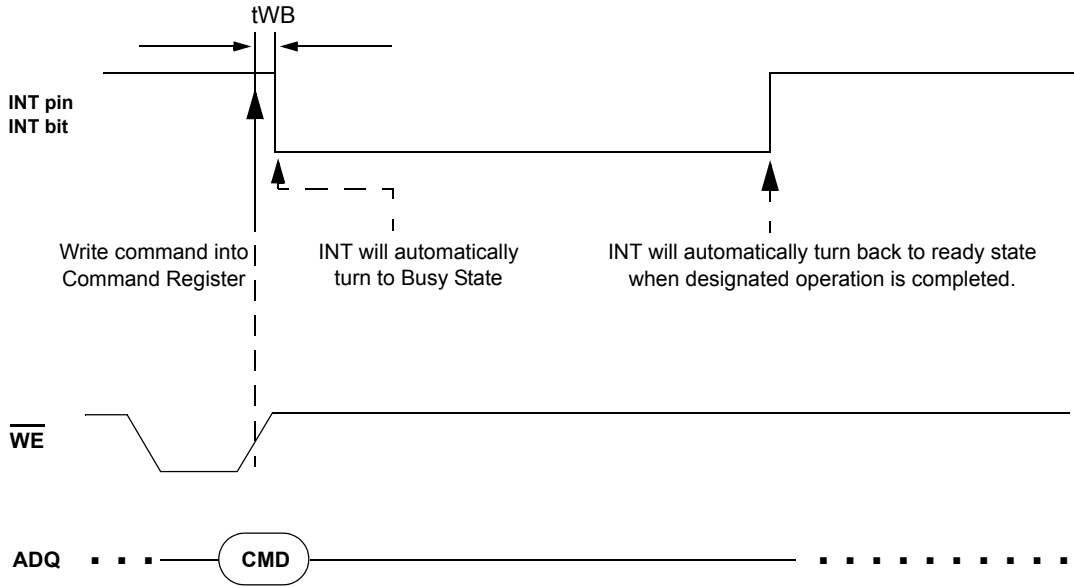 tWB
INT pin
INT bit
Write command into
Command Register
INT will automatically
turn to Busy State
INT will automatically turn back to ready state
when designated operation is completed.
WE
ADQ
CMD